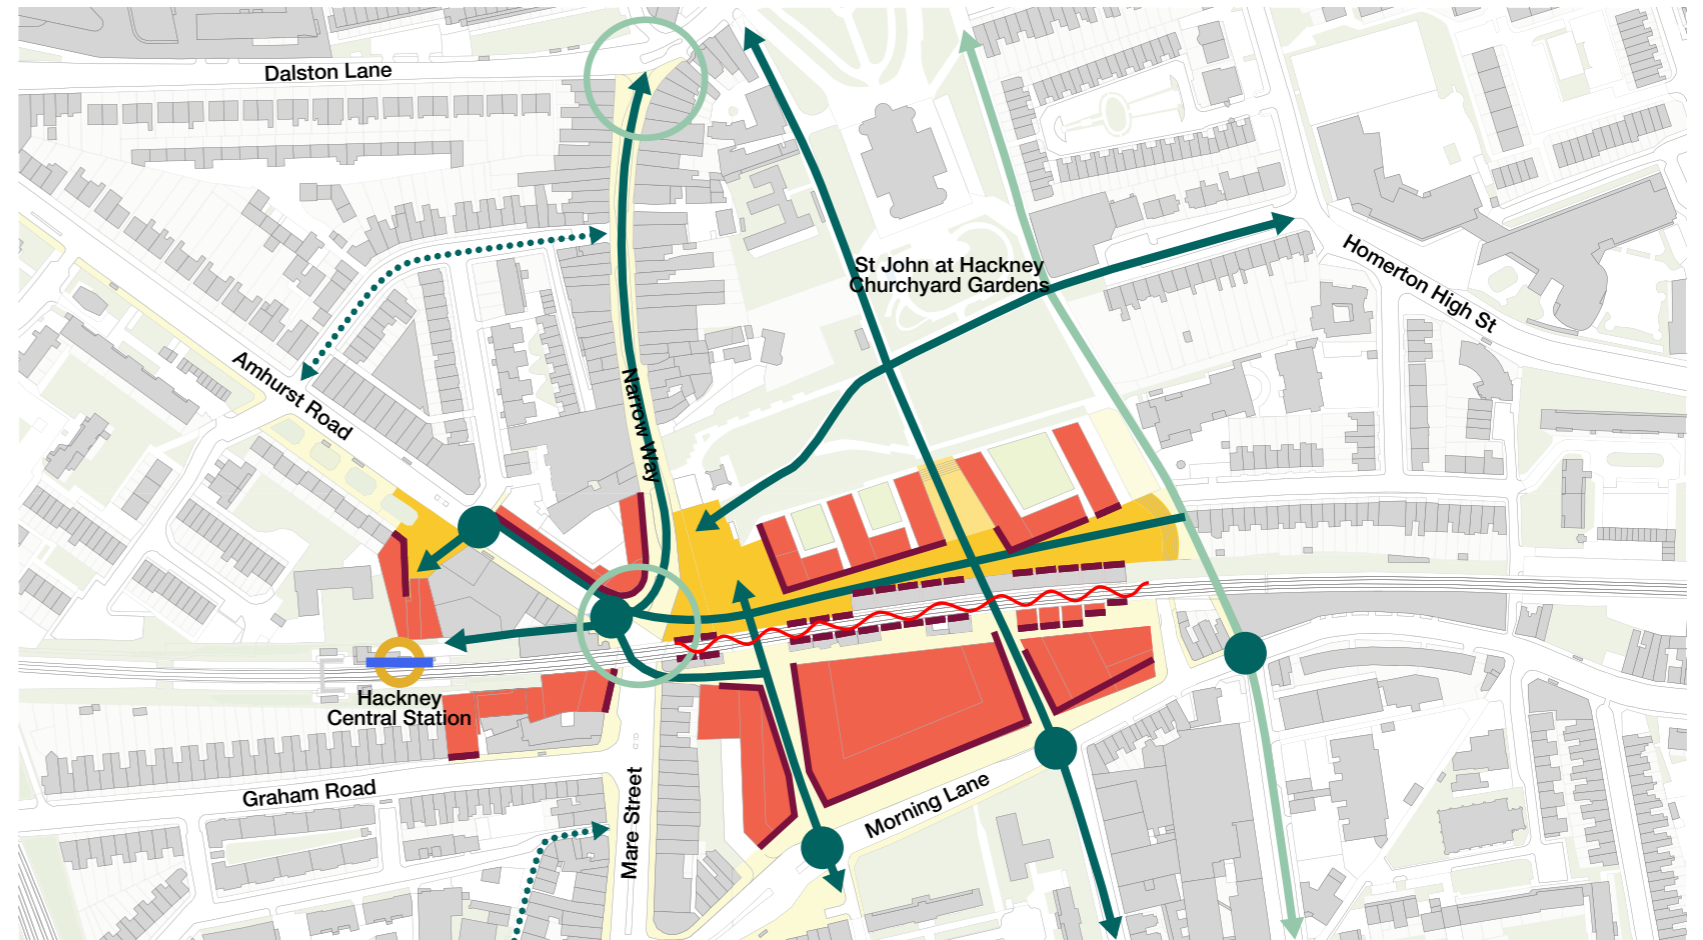 Dalston Lane
St John at Hackney
Churchyard Gardens
Homerton High St
Amhurst Road
Narrow Way
Hackney
Central Station
Graham Road
Mare Street
Morning Lane